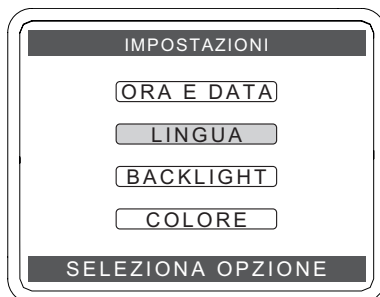 IMPOSTAZIONI
ORA E DATA
LINGUA
BACKLIGHT
COLORE
SELEZIONA OPZIONE